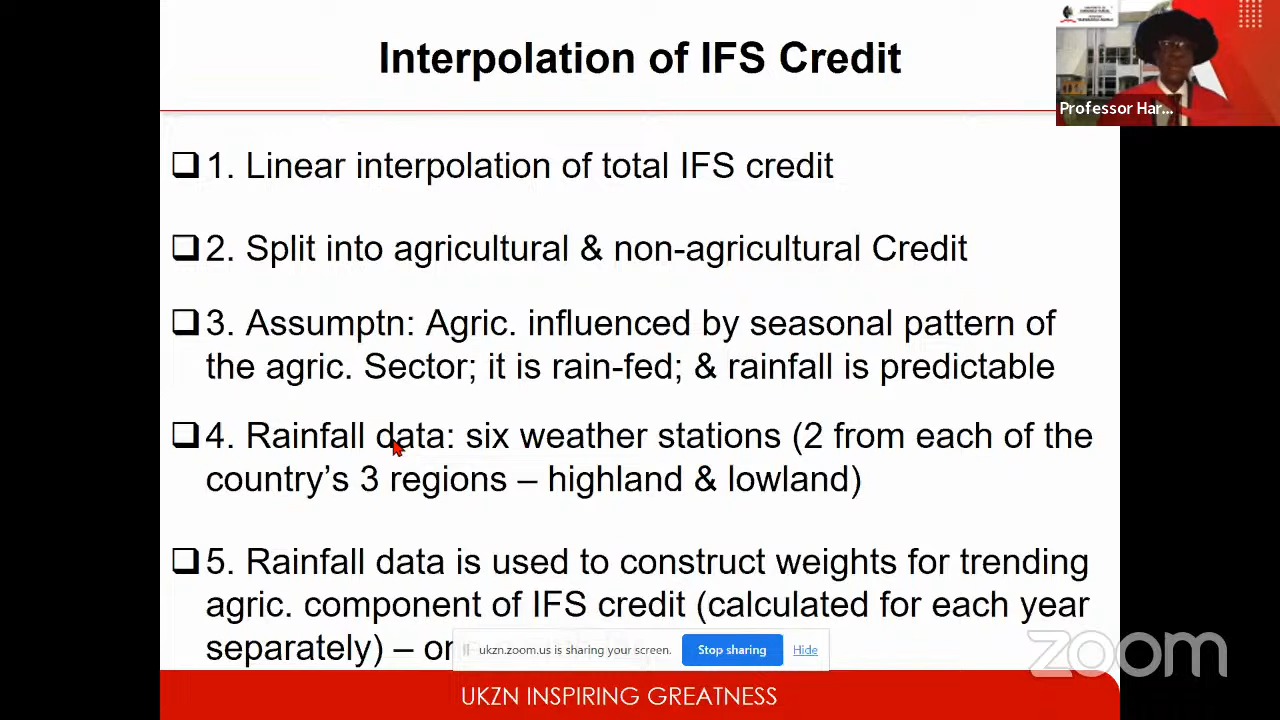 Interpolation of IFS Credit
Professor Har...
1. Linear interpolation of total IFS credit
2. Split into agricultural & non-agricultural Credit
3. Assumptn: Agric. influenced by seasonal pattern of
the agric. Sector; it is rain-fed; & rainfall is predictable
4. Rainfall data: six weather stations (2 from each of the
country's 3 regions – highland & lowland)
5. Rainfall data is used to construct weights for trending
agric. component of IFS credit (calculated for each year
separately) –
ukzn.zoom.us is sharing your screen. Stop sharing Hide
zoom
UKZN INSPIRING GREATNESS